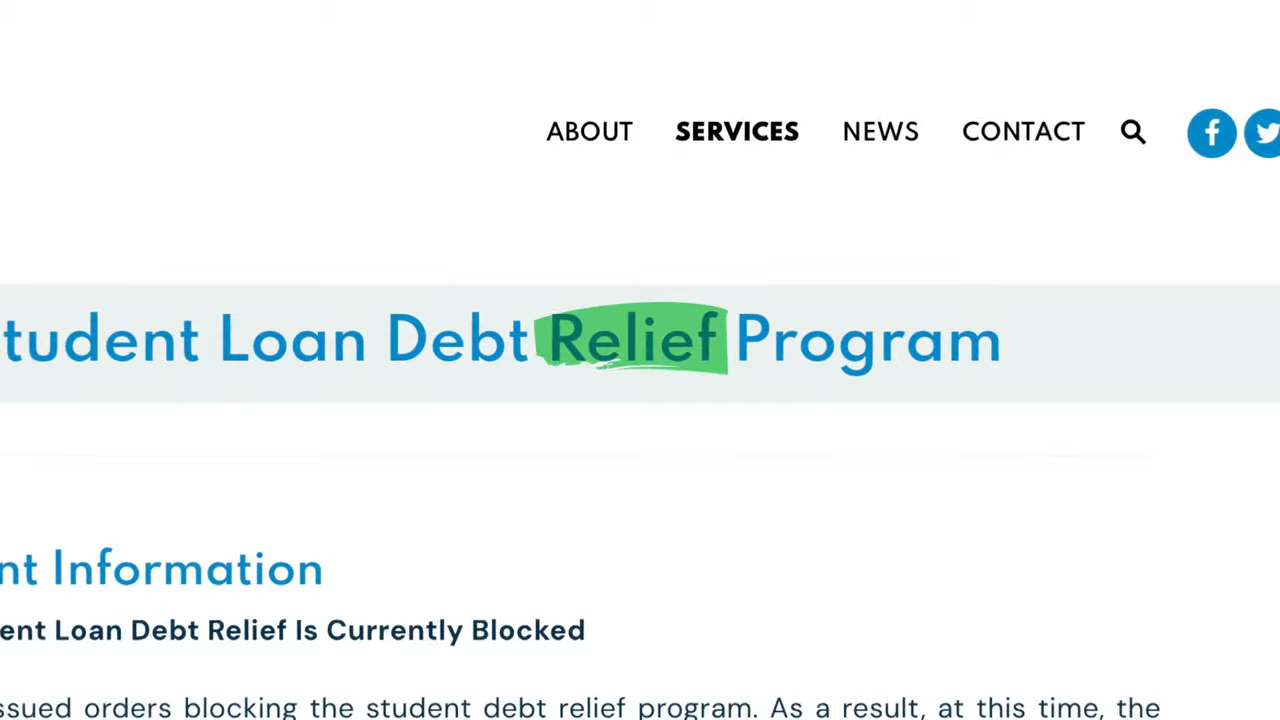 ABOUT SERVICES NEWS CONTACT
tudent Loan Debt Relief Program
nt Information
ent Loan Debt Relief Is Currently Blocked
ssued orders blocking the student debt relief program. As a result, at this time, the